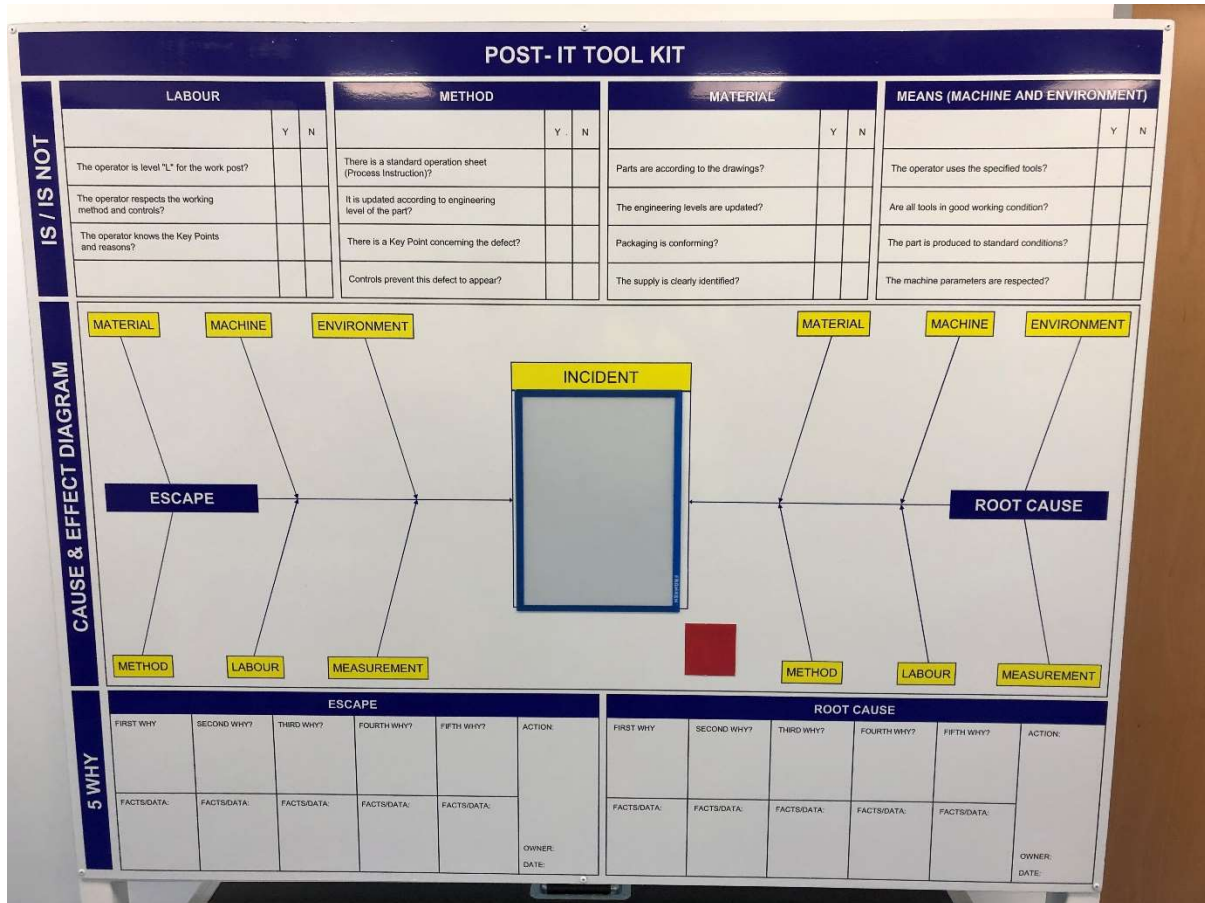 POST- IT TOOL KIT
IS / IS NOT
LABOUR
Y N
The operator is level "L" for the work post?
The operator respects the working
method and controls?
The operator knows the Key Points
and reasons?
METHOD
Y . N
There is a standard operation sheet
(Process Instruction)?
It is updated according to engineering
level of the part?
There is a Key Point concerning the defect?
Controls prevent this defect to appear?
MATERIAL
Y N
Parts are according to the drawings?
The engineering levels are updated?
Packaging is conforming?
The supply is clearly identified?
MEANS (MACHINE AND ENVIRONMENT)
Y N
The operator uses the specified tools?
Are all tools in good working condition?
The part is produced to standard conditions?
The machine parameters are respected?
CAUSE & EFFECT DIAGRAM
MATERIAL MACHINE ENVIRONMENT
MATERIAL MACHINE ENVIRONMENT
INCIDENT
ESCAPE
ROOT CAUSE
METHOD LABOUR MEASUREMENT
METHOD LABOUR MEASUREMENT
5 WHY
ESCAPE
FIRST WHY SECOND WHY? THIRD WHY? FOURTH WHY? FIFTH WHY? ACTION:
FACTS/DATA: FACTS/DATA: FACTS/DATA: FACTS/DATA: FACTS/DATA:
OWNER:
DATE:
ROOT CAUSE
FIRST WHY SECOND WHY? THIRD WHY? FOURTH WHY? FIFTH WHY? ACTION:
FACTS/DATA: FACTS/DATA: FACTS/DATA: FACTS/DATA: FACTS/DATA:
OWNER:
DATE: